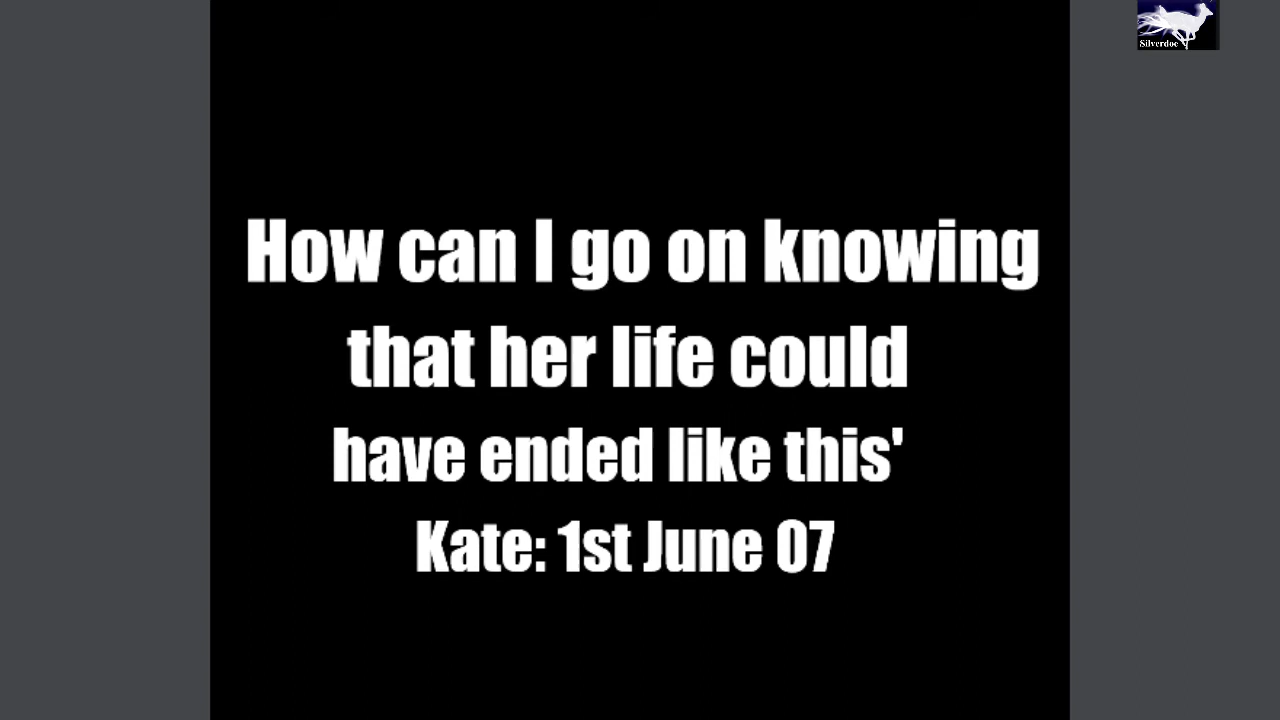 Silverdoe
How can I go on knowing
that her life could
have ended like this'
Kate: 1st June 07